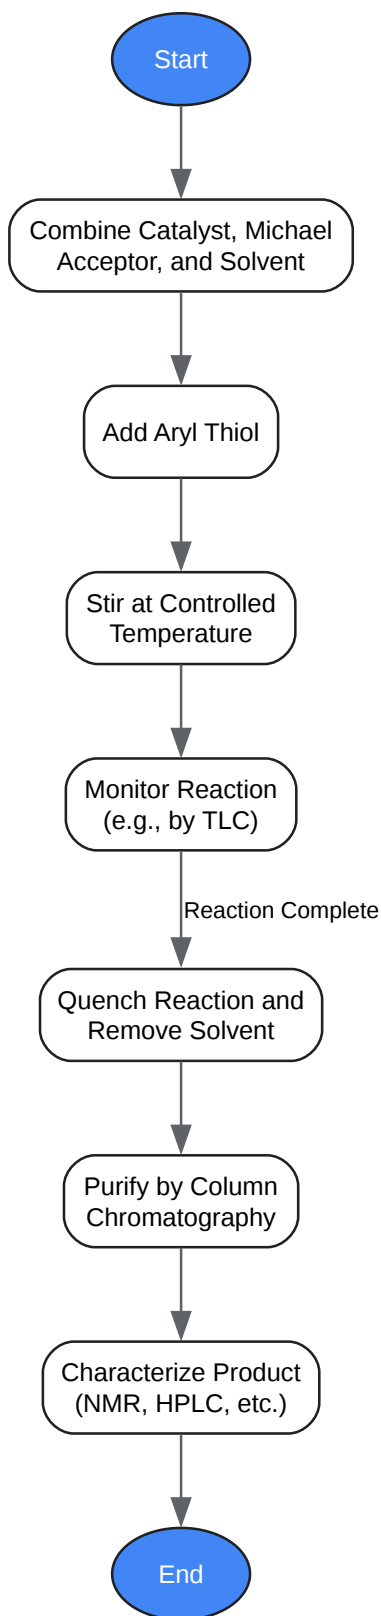 Start
Combine Catalyst, Michael
Acceptor, and Solvent
Add Aryl Thiol
Stir at Controlled
Temperature
Monitor Reaction
(e.g., by TLC)
Reaction Complete
Quench Reaction and
Remove Solvent
Purify by Column
Chromatography
Characterize Product
(NMR, HPLC, etc.)
End